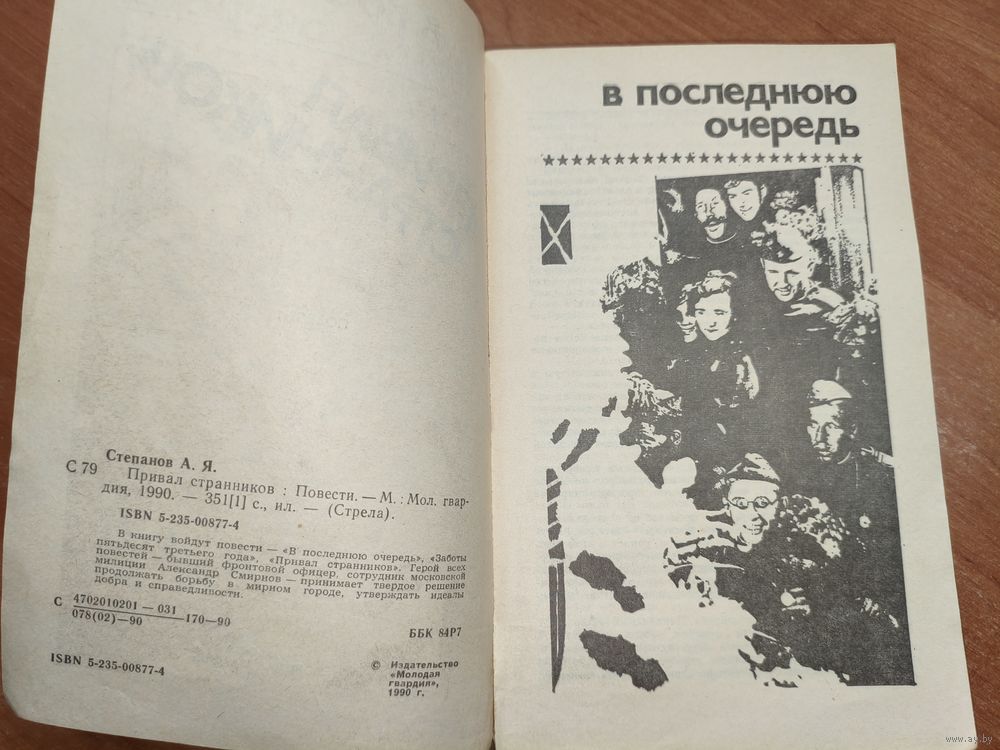 Степанов А. Я.
С 79
Привал странников : Повести. — М. : Мол. гвар-
дия, 1990. — 351[1] с., ил. — (Стрела).
ISBN 5-235-00877-4
В книгу войдут повести — «В последнюю очередь», «Заботы
пятьдесят третьего года», «Привал странников». Герой всех
повестей — бывший фронтовой офицер, сотрудник московской
милиции Александр Смирнов — принимает твердое решение
продолжать борьбу в мирном городе, утверждать идеалы
добра и справедливости.
С 4702010201 — 031
078(02)—90
—170—90
ББК 84Р7
ISBN 5-235-00877-4
© Издательство
«Молодая
гвардия»,
1990 г.
в последнюю
очередь
www.ay.by